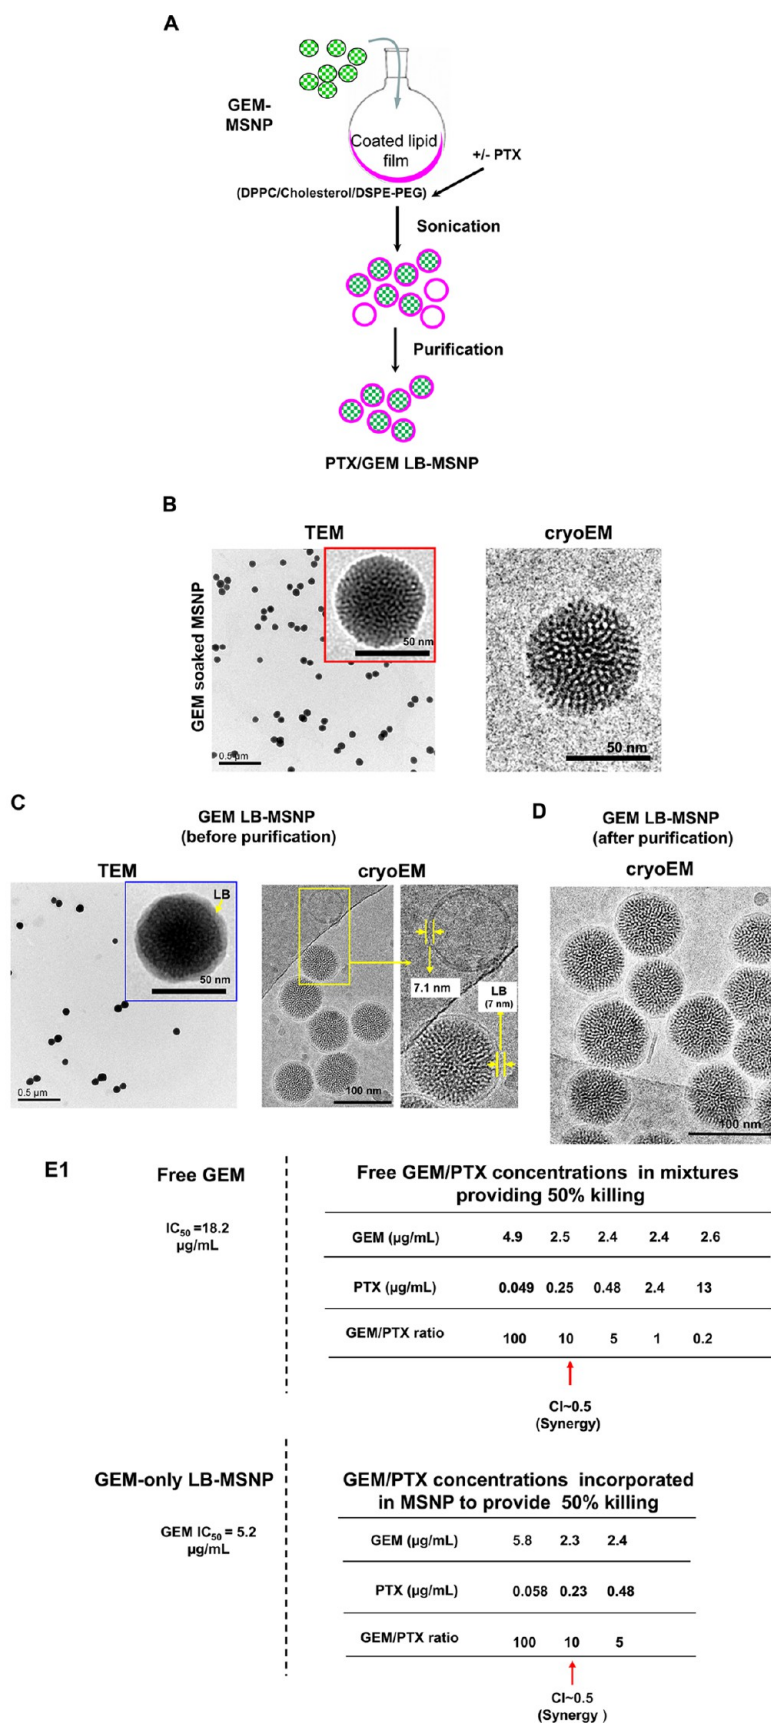 A
GEM-
MSNP
Coated lipid
film
+/- PTX
(DPPC/Cholesterol/DSPE-PEG)
Sonication
Purification
PTX/GEM LB-MSNP
B
TEM
cryoEM
GEM soaked MSNP
50 nm
0.5 µm
50 nm
C
GEM LB-MSNP
(before purification)
D
GEM LB-MSNP
(after purification)
TEM
cryoEM
cryoEM
LB
50 nm
0.5 µm
7.1 nm
LB
(7 nm)
100 nm
100 nm
E1
Free GEM
IC50 =18.2
µg/mL
Free GEM/PTX concentrations in mixtures
providing 50% killing
GEM (µg/mL) 4.9 2.5 2.4 2.4 2.6
PTX (µg/mL) 0.049 0.25 0.48 2.4 13
GEM/PTX ratio 100 10 5 1 0.2
CI~0.5
(Synergy)
GEM-only LB-MSNP
GEM IC50 = 5.2
µg/mL
GEM/PTX concentrations incorporated
in MSNP to provide 50% killing
GEM (µg/mL) 5.8 2.3 2.4
PTX (µg/mL) 0.058 0.23 0.48
GEM/PTX ratio 100 10 5
CI~0.5
(Synergy )